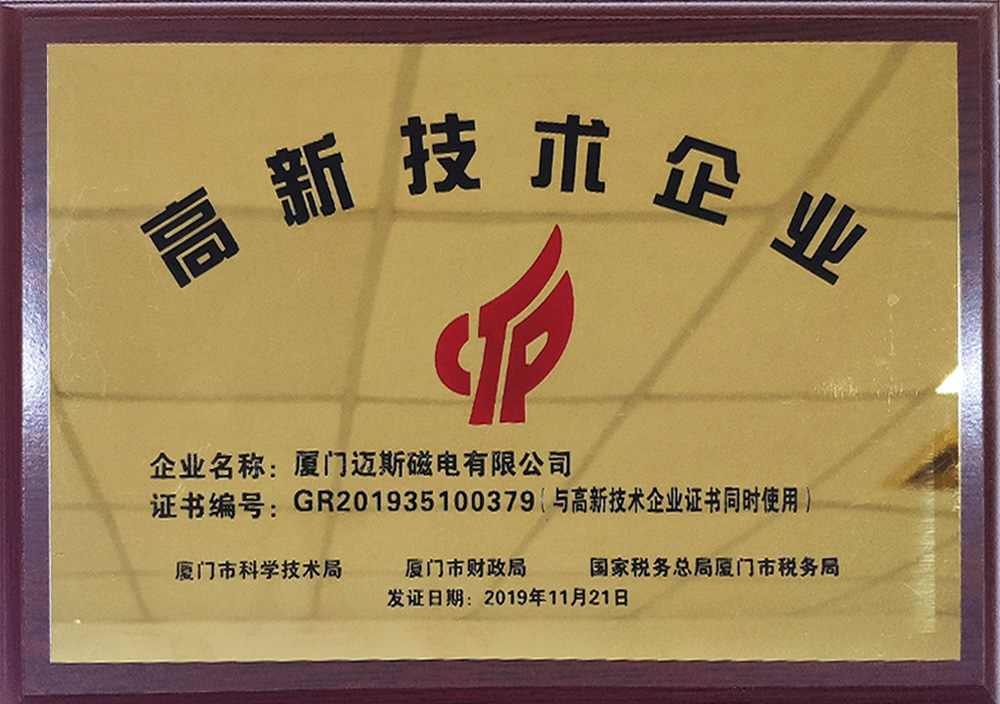 高新技术企业
企业名称：厦门迈斯磁电有限公司
证书编号：GR201935100379（与高新技术企业证书同时使用）
厦门市科学技术局 厦门市财政局 国家税务总局厦门市税务局
发证日期：2019年11月21日